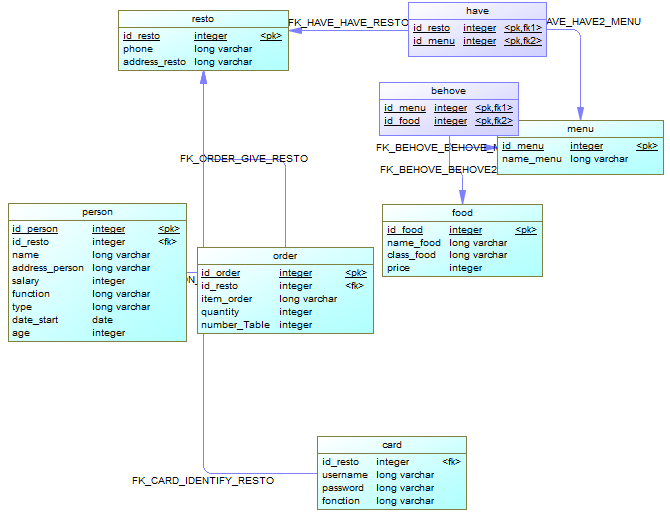 resto
id_resto integer <pk>
phone long varchar
address_resto long varchar
FK_HAVE_HAVE_RESTO
have
id_resto integer <pk,fk1>
id_menu integer <pk,fk2>
AVE_HAVE2_MENU
behove
id_menu integer <pk,fk1>
id_food integer <pk,fk2>
menu
id_menu integer <pk>
name_menu long varchar
FK_BEHOVE_BEHOVE_M
FK_BEHOVE_BEHOVE2
FK_ORDER_GIVE_RESTO
food
id_food integer <pk>
name_food long varchar
class_food long varchar
price integer
person
id_person integer <pk>
id_resto integer <fk>
name long varchar
address_person long varchar
salary integer
function long varchar
type long varchar
date_start date
age integer
order
id_order integer <pk>
id_resto integer <fk>
item_order long varchar
quantity integer
number_Table integer
card
id_resto integer <fk>
username long varchar
password long varchar
fonction long varchar
FK_CARD_IDENTIFY_RESTO